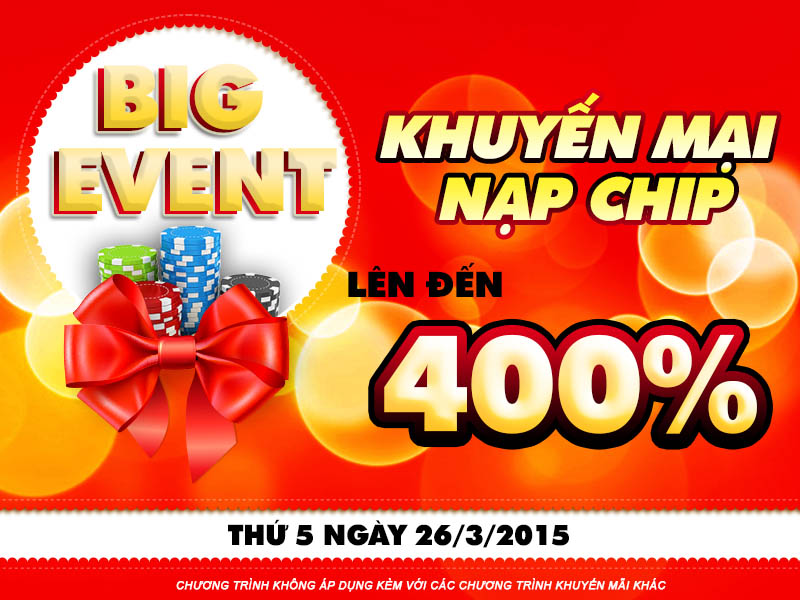 BIG
EVENT
KHUYẾN MẠI
NẠP CHIP
LÊN ĐẾN
400%
THỨ 5 NGÀY 26/3/2015
CHƯƠNG TRÌNH KHÔNG ÁP DỤNG KÈM VỚI CÁC CHƯƠNG TRÌNH KHUYẾN MÃI KHÁC